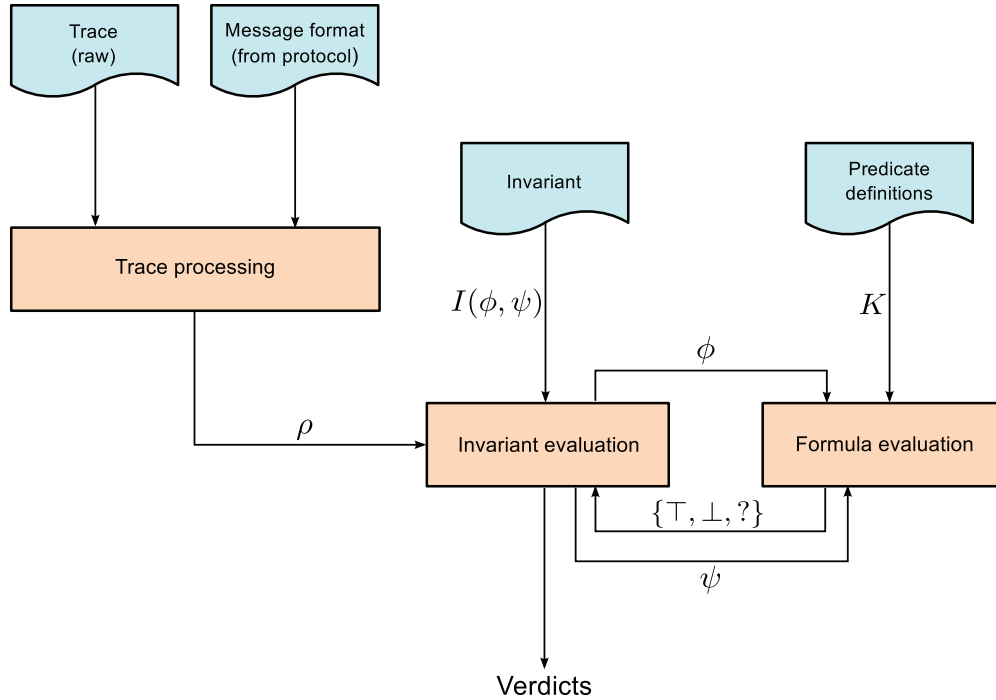 Trace
(raw)
Message format
(from protocol)
Invariant
Predicate
definitions
Trace processing
I(ϕ, ψ)
K
ϕ
ρ
Invariant evaluation
Formula evaluation
{⊤, ⊥, ?}
ψ
Verdicts